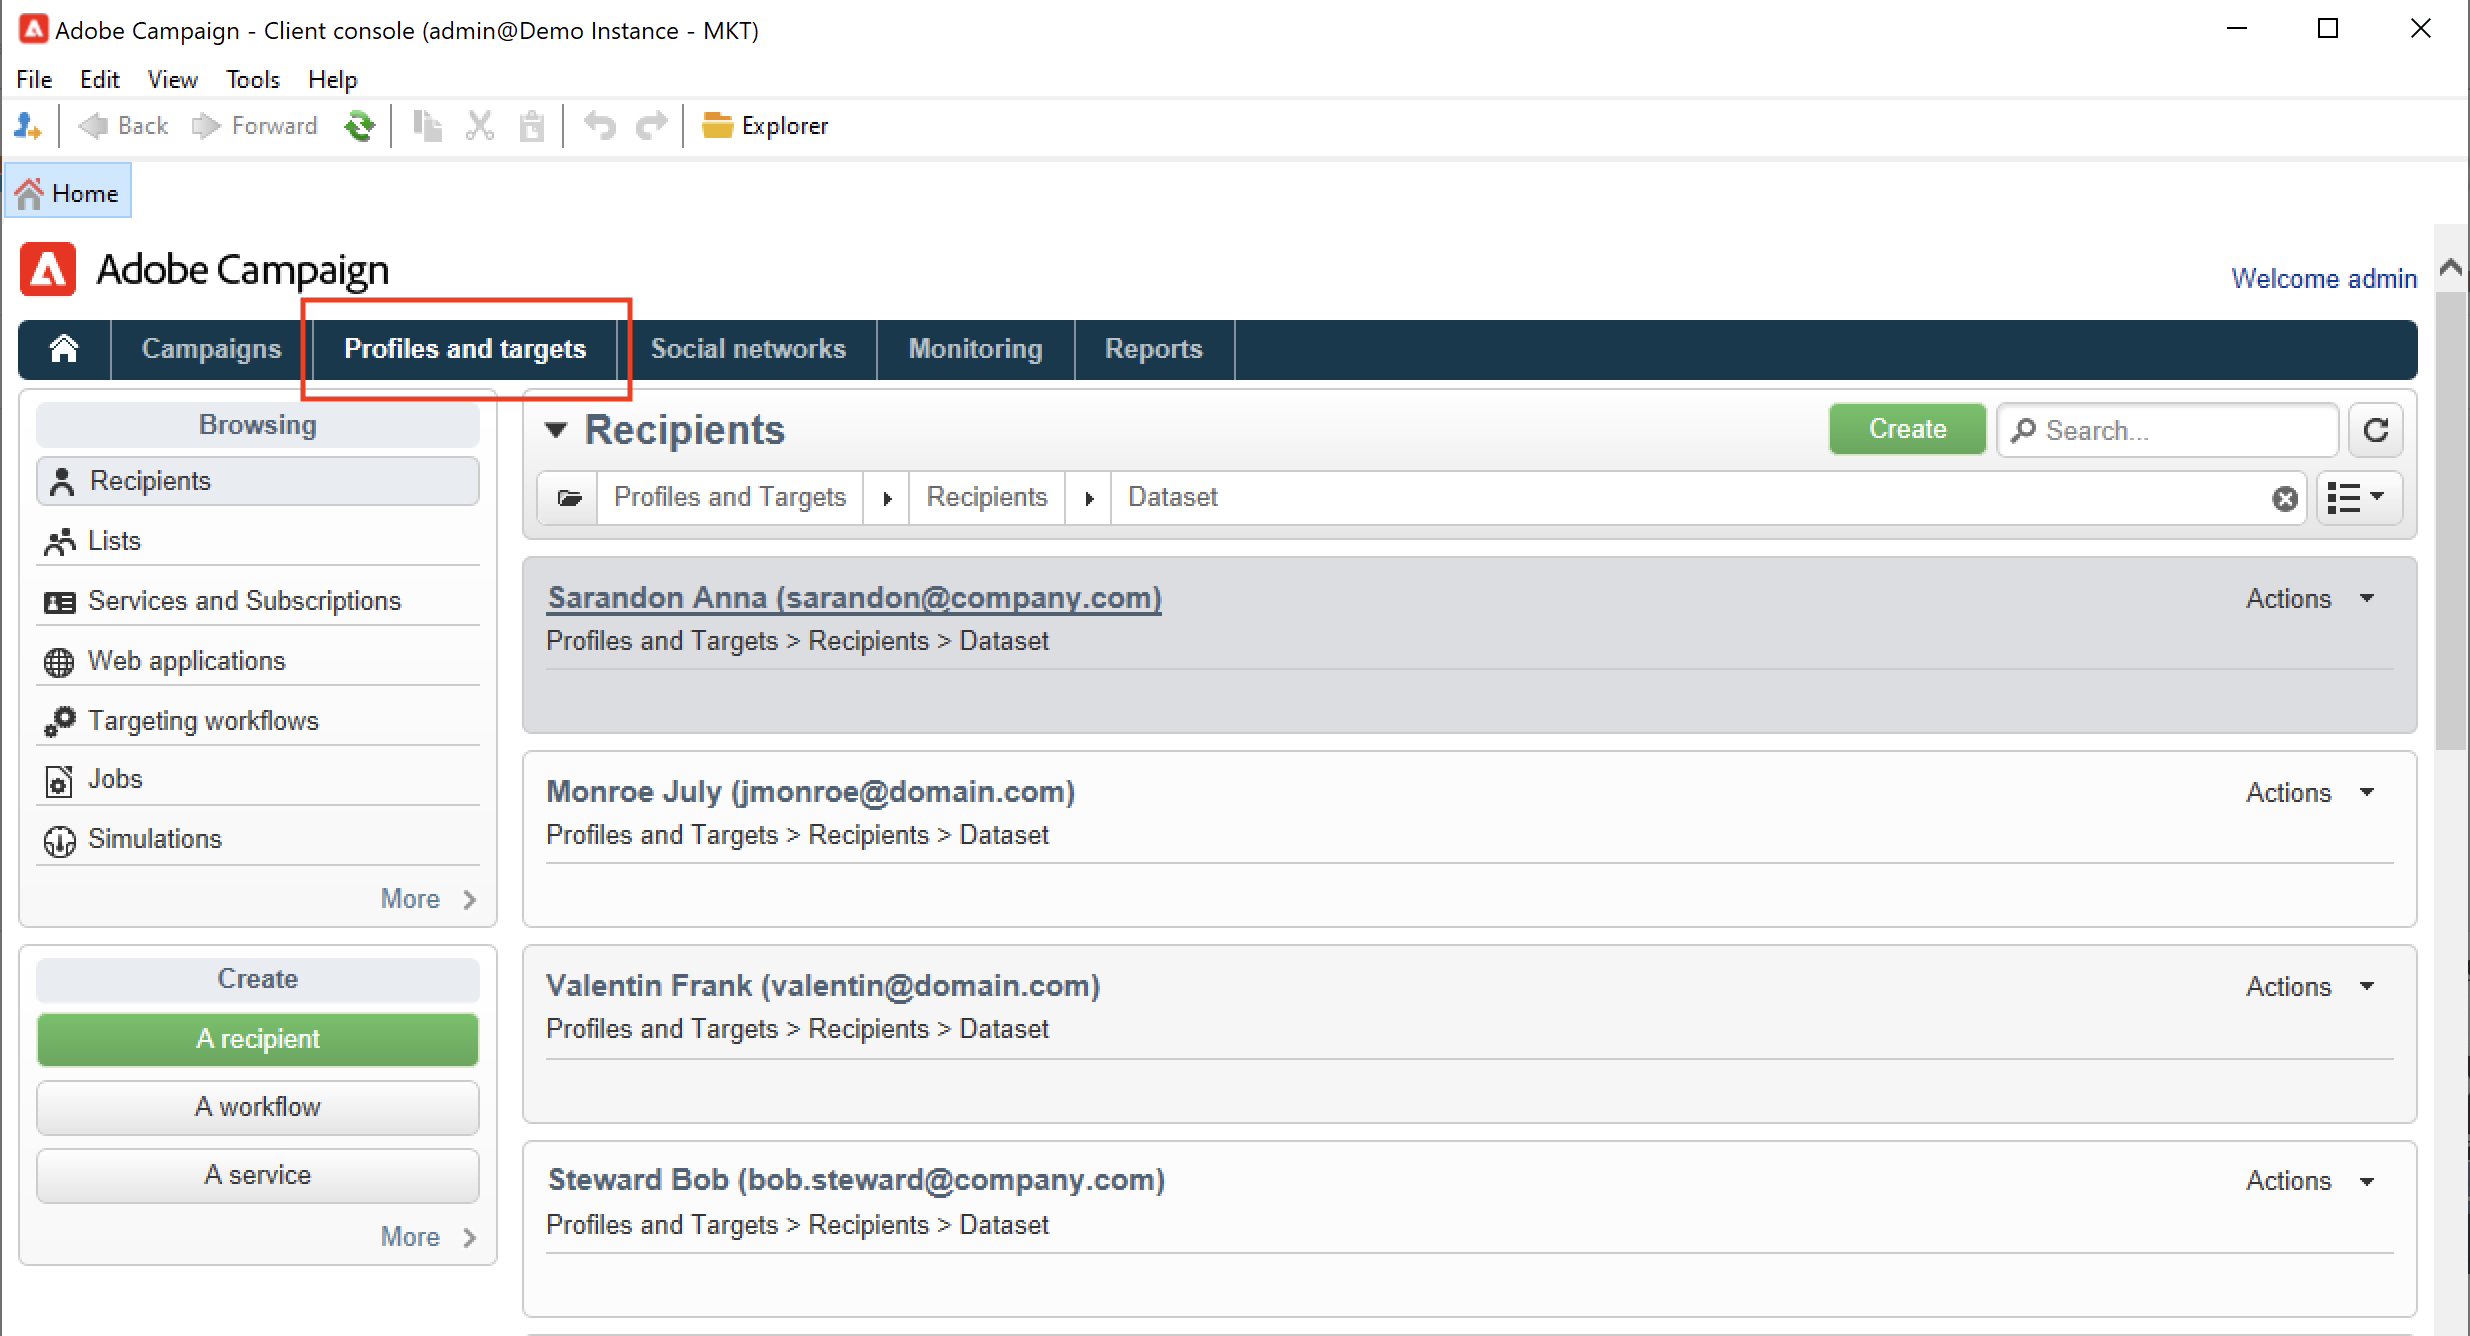 Adobe Campaign - Client console (admin@Demo Instance - MKT)
File Edit View Tools Help
Back Forward Explorer
Home
Adobe Campaign
Welcome admin
Campaigns Profiles and targets Social networks Monitoring Reports
Browsing
Recipients
Lists
Services and Subscriptions
Web applications
Targeting workflows
Jobs
Simulations
More
Create
A recipient
A workflow
A service
More
Recipients
Create
Search...
Profiles and Targets Recipients Dataset
Sarandon Anna (sarandon@company.com)
Actions
Profiles and Targets > Recipients > Dataset
Monroe July (jmonroe@domain.com)
Actions
Profiles and Targets > Recipients > Dataset
Valentin Frank (valentin@domain.com)
Actions
Profiles and Targets > Recipients > Dataset
Steward Bob (bob.steward@company.com)
Actions
Profiles and Targets > Recipients > Dataset